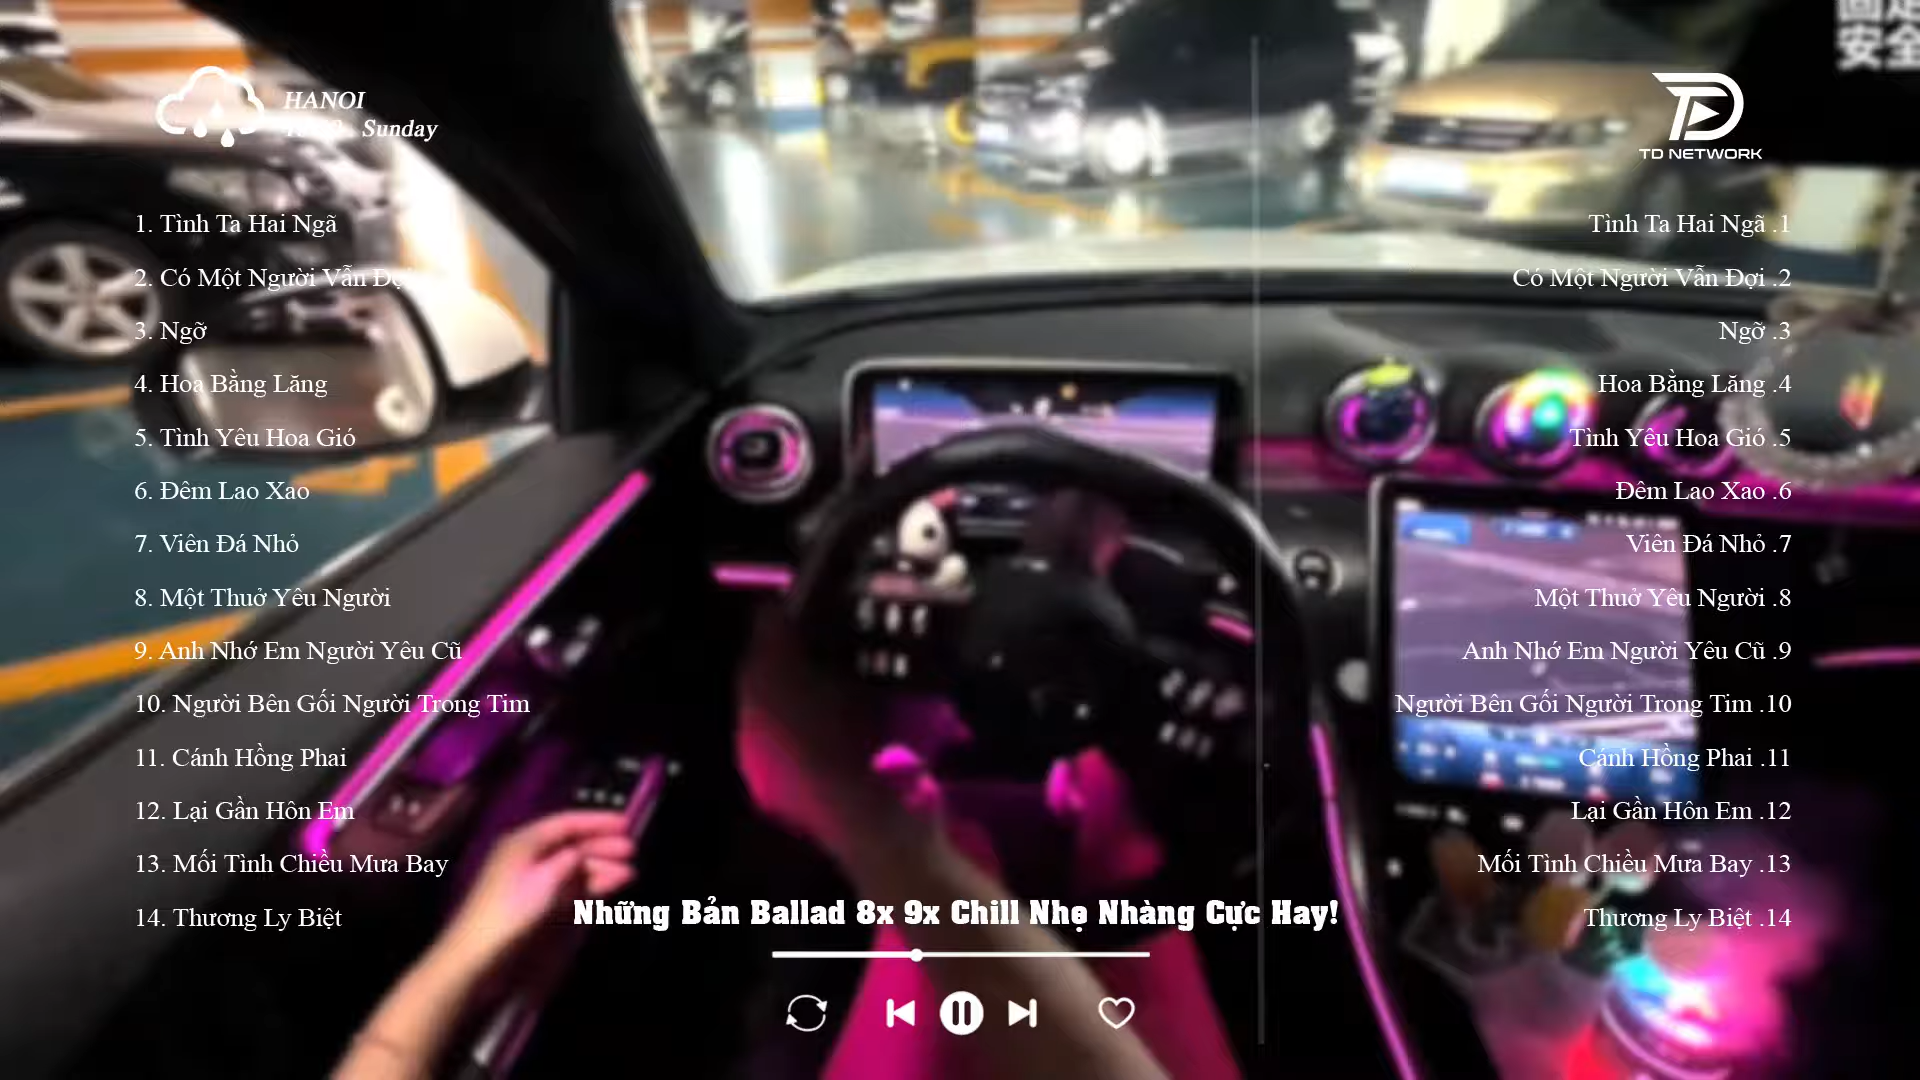 HANOI
Sunday
TD NETWORK
1. Tình Ta Hai Ngã
2. Có Một Người Vẫn Đợi
3. Ngỡ
4. Hoa Bằng Lăng
5. Tình Yêu Hoa Gió
6. Đêm Lao Xao
7. Viên Đá Nhỏ
8. Một Thuở Yêu Người
9. Anh Nhớ Em Người Yêu Cũ
10. Người Bên Gối Người Trong Tim
11. Cánh Hồng Phai
12. Lại Gần Hôn Em
13. Mối Tình Chiều Mưa Bay
14. Thương Ly Biệt
Tình Ta Hai Ngã .1
Có Một Người Vẫn Đợi .2
Ngỡ .3
Hoa Bằng Lăng .4
Tình Yêu Hoa Gió .5
Đêm Lao Xao .6
Viên Đá Nhỏ .7
Một Thuở Yêu Người .8
Anh Nhớ Em Người Yêu Cũ .9
Người Bên Gối Người Trong Tim .10
Cánh Hồng Phai .11
Lại Gần Hôn Em .12
Mối Tình Chiều Mưa Bay .13
Thương Ly Biệt .14
Những Bản Ballad 8x 9x Chill Nhẹ Nhàng Cực Hay!